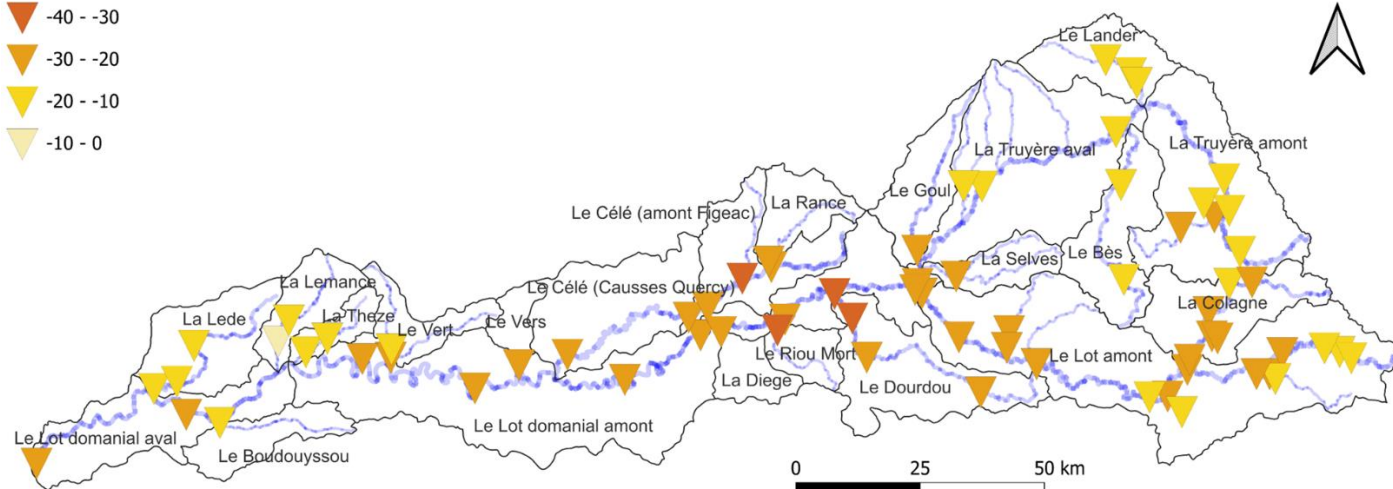 -40 - -30
-30 - -20
-20 - -10
-10 - 0
Le Lander
La Truyère aval
La Truyère amont
Le Goul
La Rance
Le Célé (amont Figeac)
La Selves
Le Bès
La Lemance
Le Célé (Causses Quercy)
La Colagne
La Lede
La Theze
Le Vert
Le Vers
Le Riou Mort
Le Lot amont
La Diege
Le Dourdou
Le Lot domanial aval
Le Lot domanial amont
Le Boudouyssou
0 25 50 km